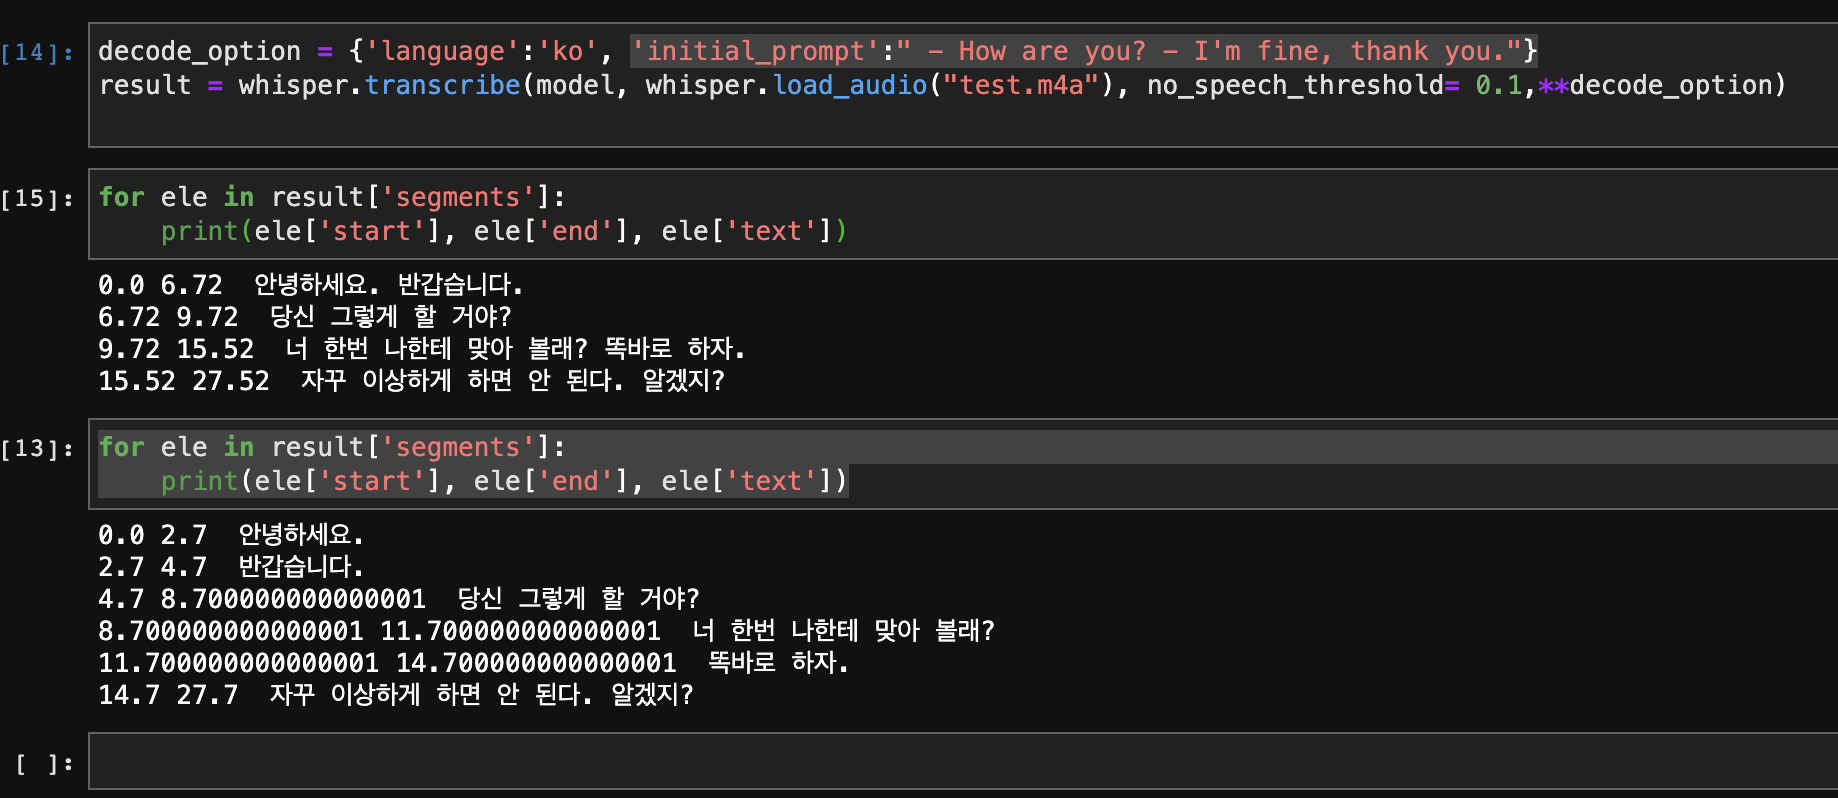 [14]: decode_option = {'language':'ko', 'initial_prompt':" – How are you? – I'm fine, thank you."}
result = whisper.transcribe(model, whisper.load_audio("test.m4a"), no_speech_threshold= 0.1,**decode_option)
[15]: for ele in result['segments']:
    print(ele['start'], ele['end'], ele['text'])
0.0 6.72  안녕하세요. 반갑습니다.
6.72 9.72  당신 그렇게 할 거야?
9.72 15.52  너 한번 나한테 맞아 볼래? 똑바로 하자.
15.52 27.52  자꾸 이상하게 하면 안 된다. 알겠지?
[13]: for ele in result['segments']:
    print(ele['start'], ele['end'], ele['text'])
0.0 2.7  안녕하세요.
2.7 4.7  반갑습니다.
4.7 8.700000000000001  당신 그렇게 할 거야?
8.700000000000001 11.700000000000001  너 한번 나한테 맞아 볼래?
11.700000000000001 14.700000000000001  똑바로 하자.
14.7 27.7  자꾸 이상하게 하면 안 된다. 알겠지?
[ ]: